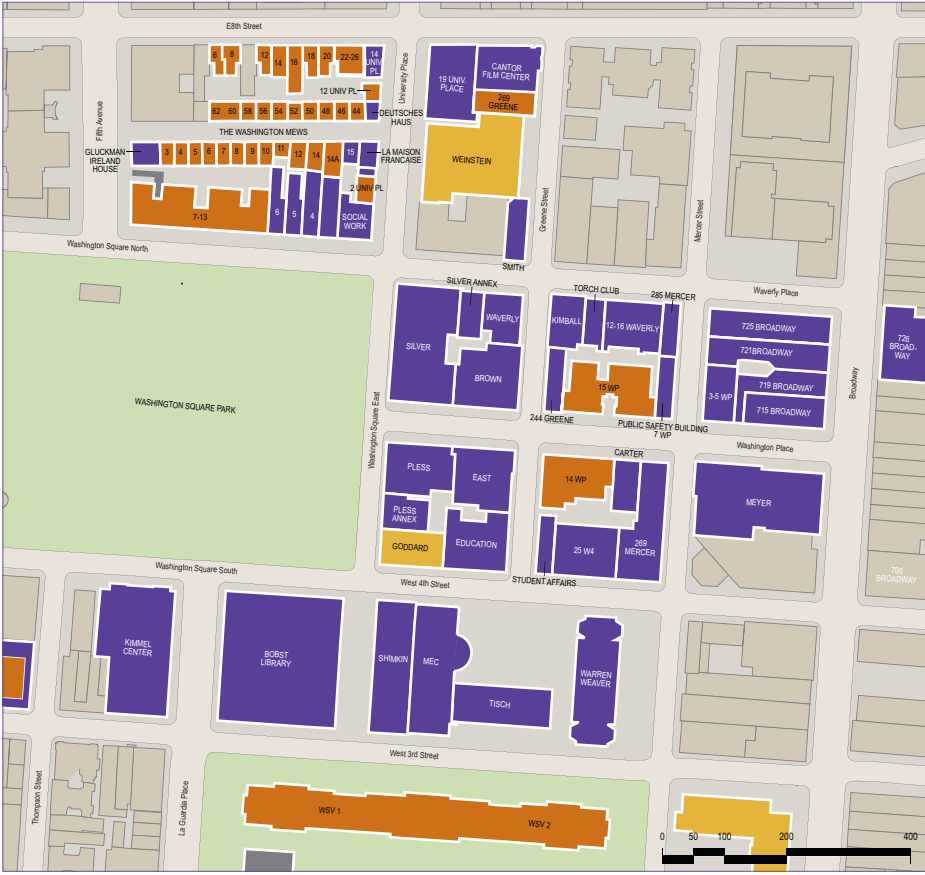 E8th Street
6
8
12
14
16
18
20
22-26
14
UNIV
PL
12 UNIV PL
62
60
58
56
54
52
50
48
46
44
DEUTSCHES
HAUS
THE WASHINGTON MEWS
GLUCKMAN
IRELAND
HOUSE
3
4
5
6
7
8
9
10
11
12
14
14A
15
LA MAISON
FRANCAISE
2 UNIV PL
7-13
6
5
4
SOCIAL
WORK
Fifth Avenue
University Place
19 UNIV.
PLACE
CANTOR
FILM CENTER
269
GREENE
WEINSTEIN
SMITH
Greene Street
Mercer Street
Washington Square North
Waverly Place
WASHINGTON SQUARE PARK
Washington Square East
SILVER ANNEX
SILVER
WAVERLY
BROWN
TORCH CLUB
285 MERCER
KIMBALL
12-16 WAVERLY
15 WP
244 GREENE
PUBLIC SAFETY BUILDING
7 WP
725 BROADWAY
721BROADWAY
719 BROADWAY
3-5 WP
715 BROADWAY
726
BROAD-
WAY
Broadway
Washington Place
PLESS
EAST
PLESS
ANNEX
GODDARD
EDUCATION
CARTER
14 WP
25 W4
269
MERCER
STUDENT AFFAIRS
MEYER
700
BROADWAY
Washington Square South
West 4th Street
KIMMEL
CENTER
BOBST
LIBRARY
SHIMKIN
MEC
TISCH
WARREN
WEAVER
West 3rd Street
Thompson Street
La Guardia Place
WSV 1
WSV 2
0
50
100
200
400